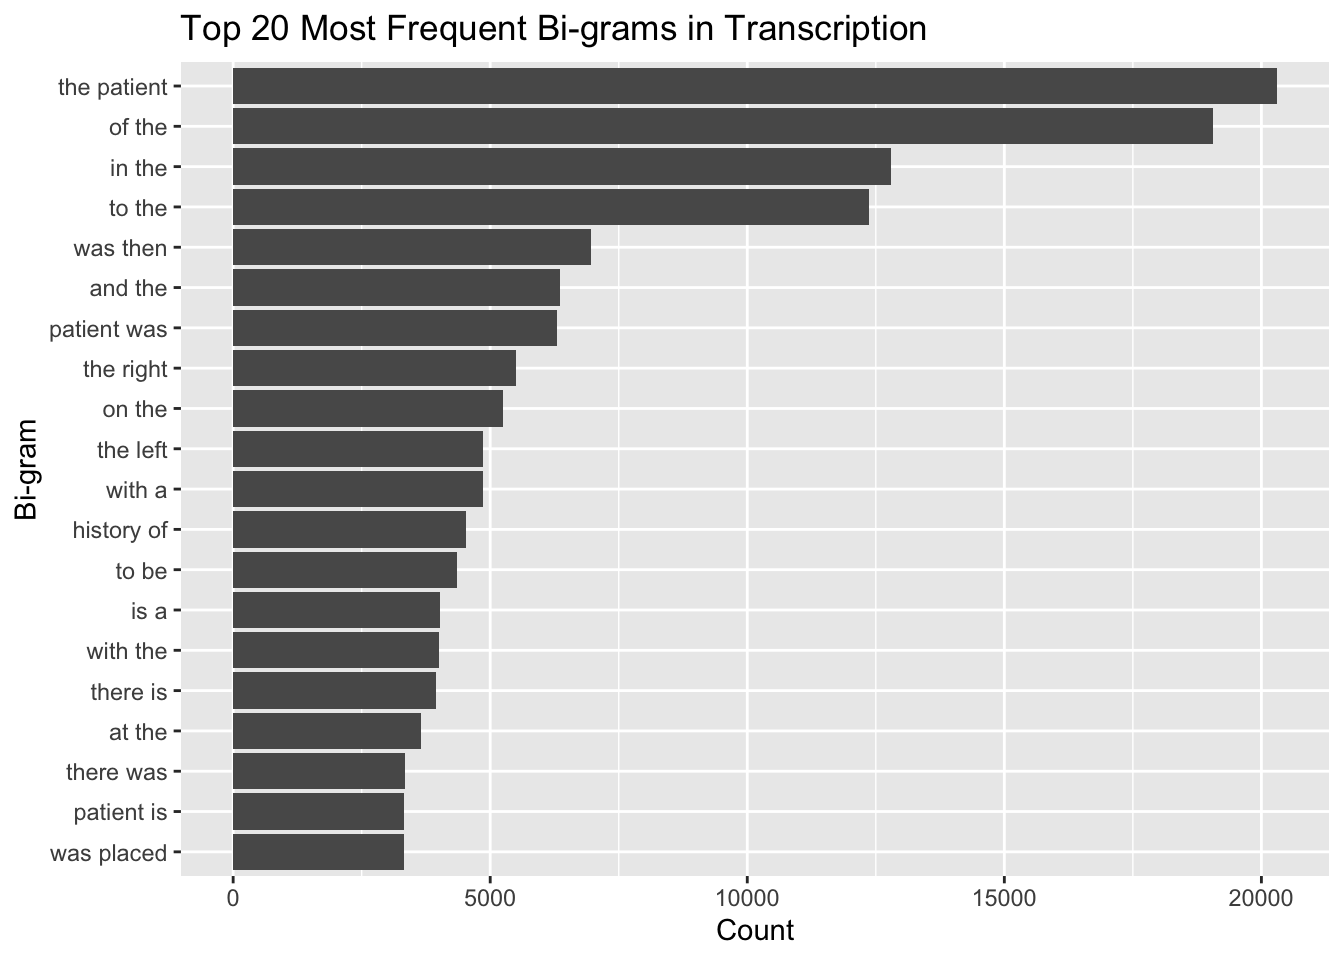 Top 20 Most Frequent Bi-grams in Transcription
the patient
of the
in the
to the
was then
and the
patient was
the right
on the
the left
with a
history of
to be
is a
with the
there is
at the
there was
patient is
was placed
Bi-gram
0 5000 10000 15000 20000
Count